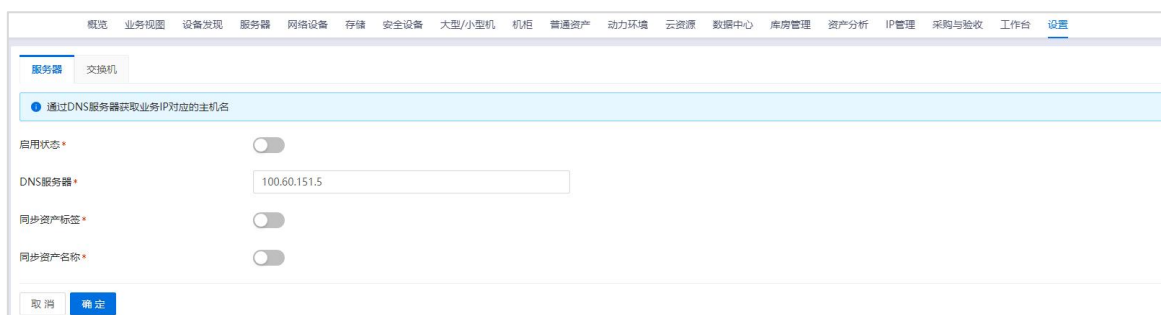 概览 业务视图 设备发现 服务器 网络设备 存储 安全设备 大型/小型机 机柜 普通资产 动力环境 云资源 数据中心 库房管理 资产分析 IP管理 采购与验收 工作台 设置
服务器 交换机
通过DNS服务器获取业务IP对应的主机名
启用状态*
DNS服务器* 100.60.151.5
同步资产标签*
同步资产名称*
取消 确定